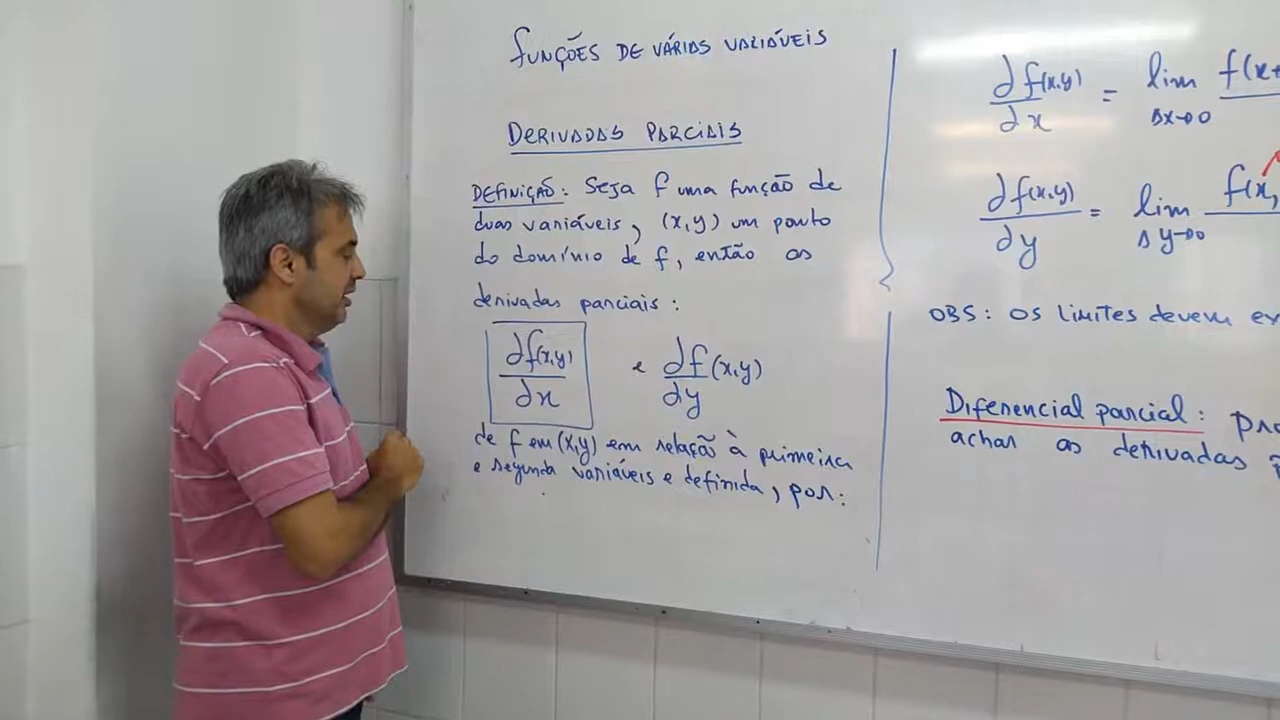 FUNÇÕES DE VÁRIAS VARIÁVEIS
DERIVADAS PARCIAIS
DEFINIÇÃO: Seja f uma função de
duas variáveis, (x,y) um ponto
do domínio de f, então as
derivadas parciais:
∂f(x,y)/∂x e ∂f/∂y (x,y)
de f em (x,y) em relação à primeira
e segunda variáveis e definida, por:
∂f(x,y)/∂x = lim Δx→0 f(x+
∂f(x,y)/∂y = lim Δy→0 f(x,
OBS: OS LIMITES devem ex
Diferencial parcial: pro
achar as derivadas p